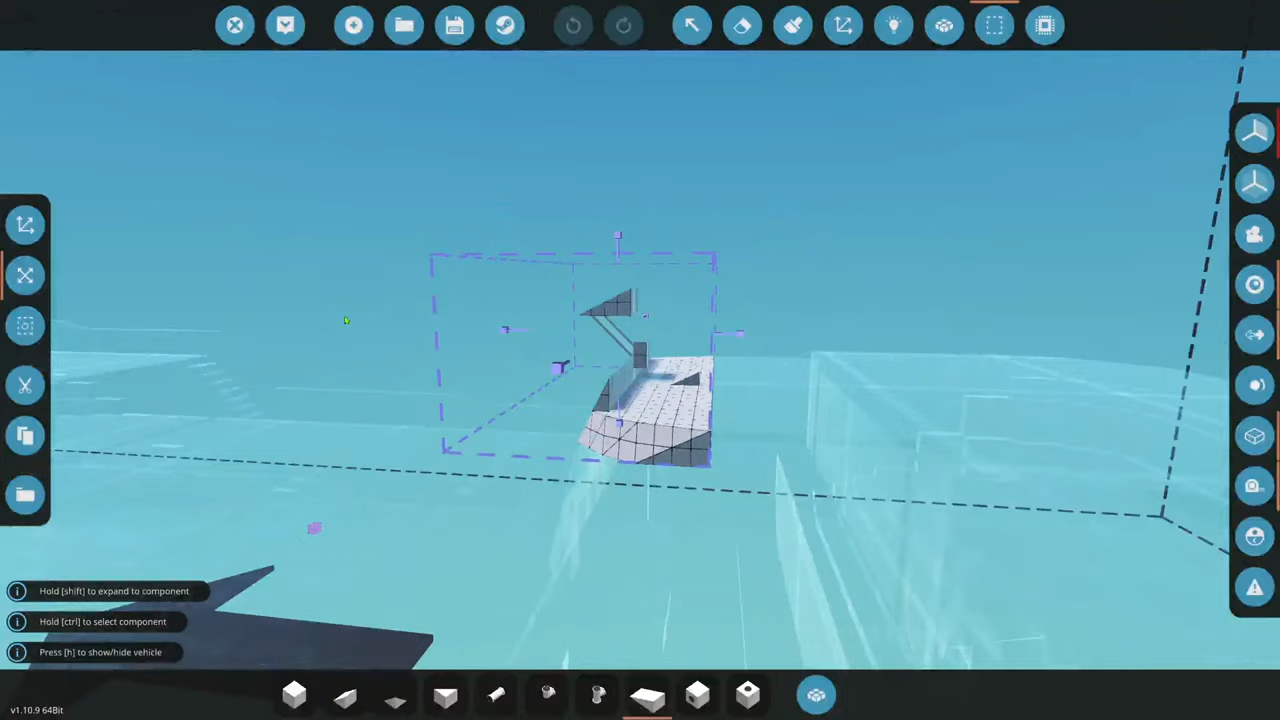 Hold [shift] to expand to component
Hold [ctrl] to select component
Press [h] to show/hide vehicle
v1.10.9 64Bit